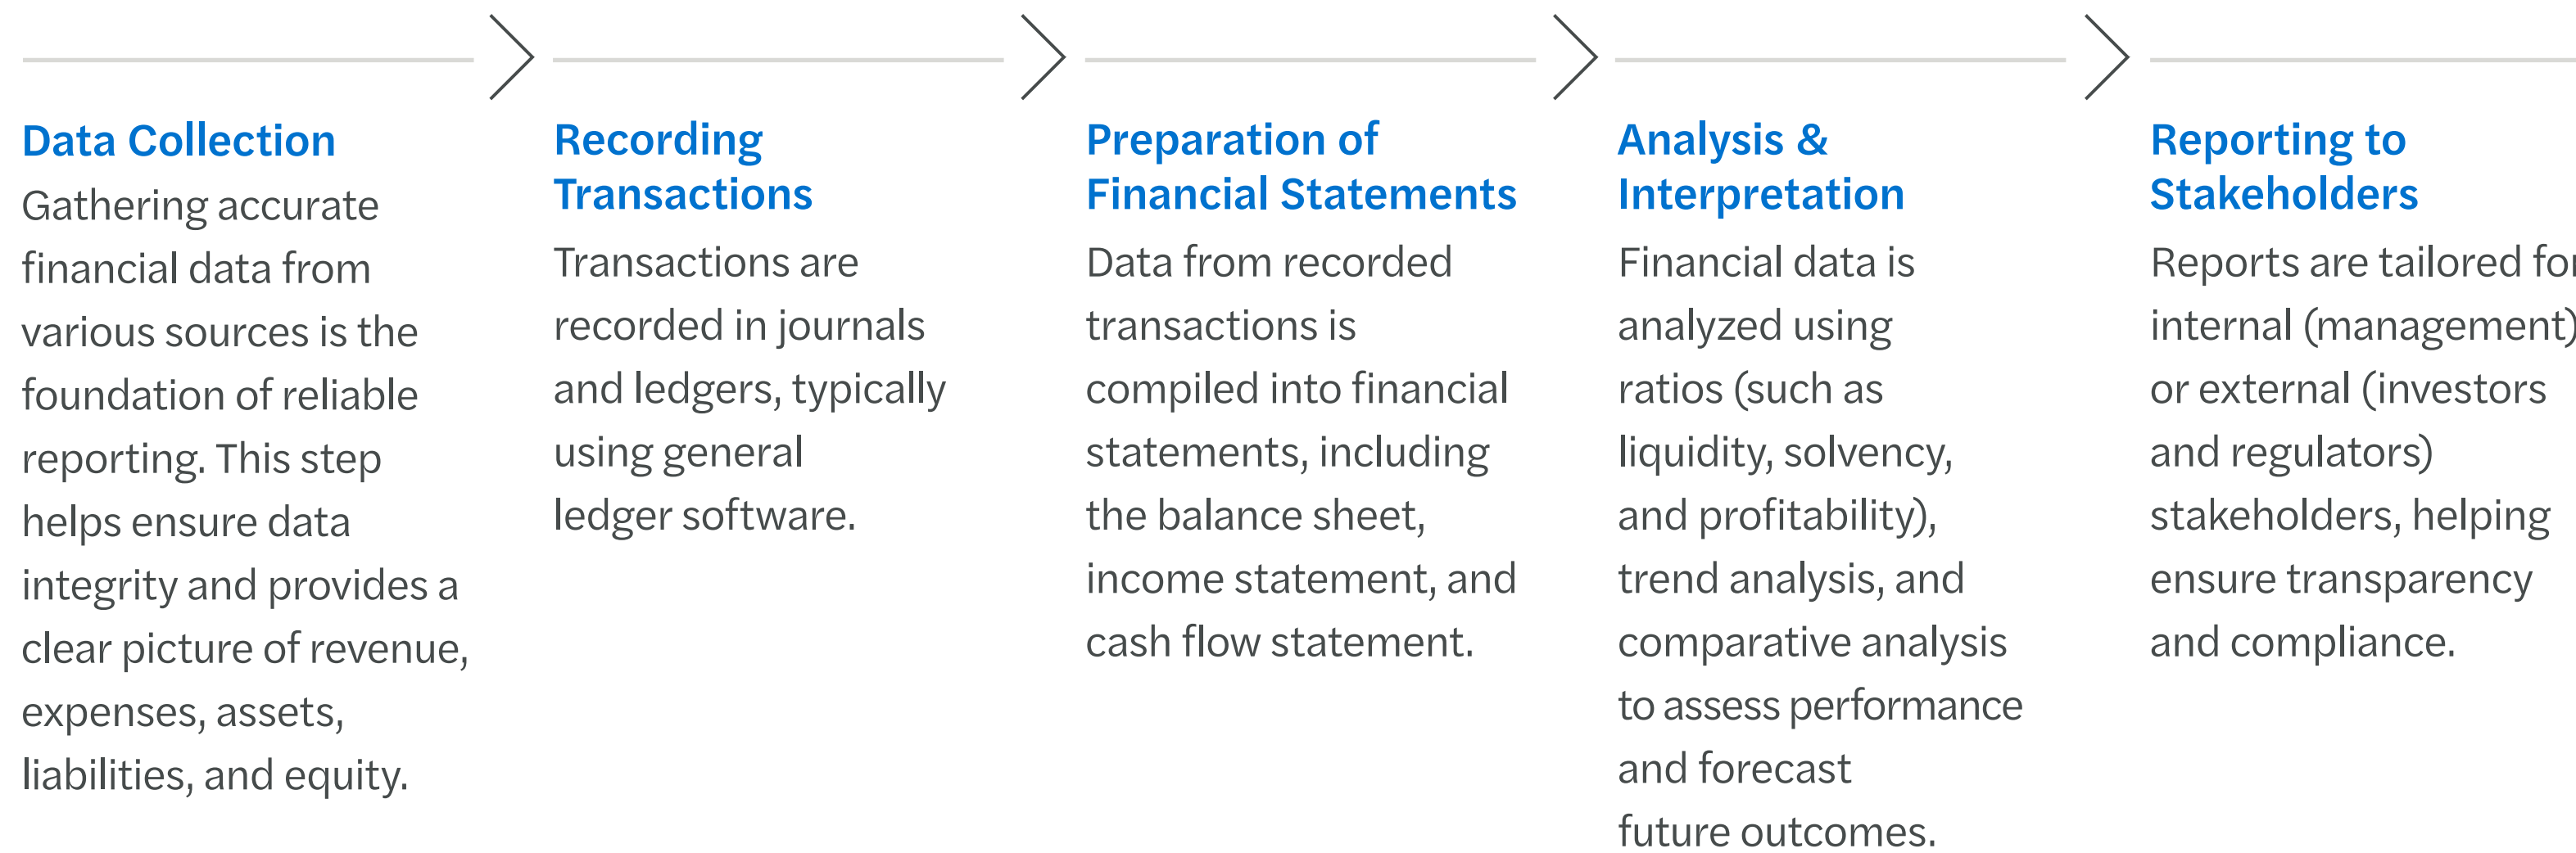 Data Collection
Gathering accurate
financial data from
various sources is the
foundation of reliable
reporting. This step
helps ensure data
integrity and provides a
clear picture of revenue,
expenses, assets,
liabilities, and equity.
Recording
Transactions
Transactions are
recorded in journals
and ledgers, typically
using general
ledger software.
Preparation of
Financial Statements
Data from recorded
transactions is
compiled into financial
statements, including
the balance sheet,
income statement, and
cash flow statement.
Analysis &
Interpretation
Financial data is
analyzed using
ratios (such as
liquidity, solvency,
and profitability),
trend analysis, and
comparative analysis
to assess performance
and forecast
future outcomes.
Reporting to
Stakeholders
Reports are tailored for
internal (management)
or external (investors
and regulators)
stakeholders, helping
ensure transparency
and compliance.